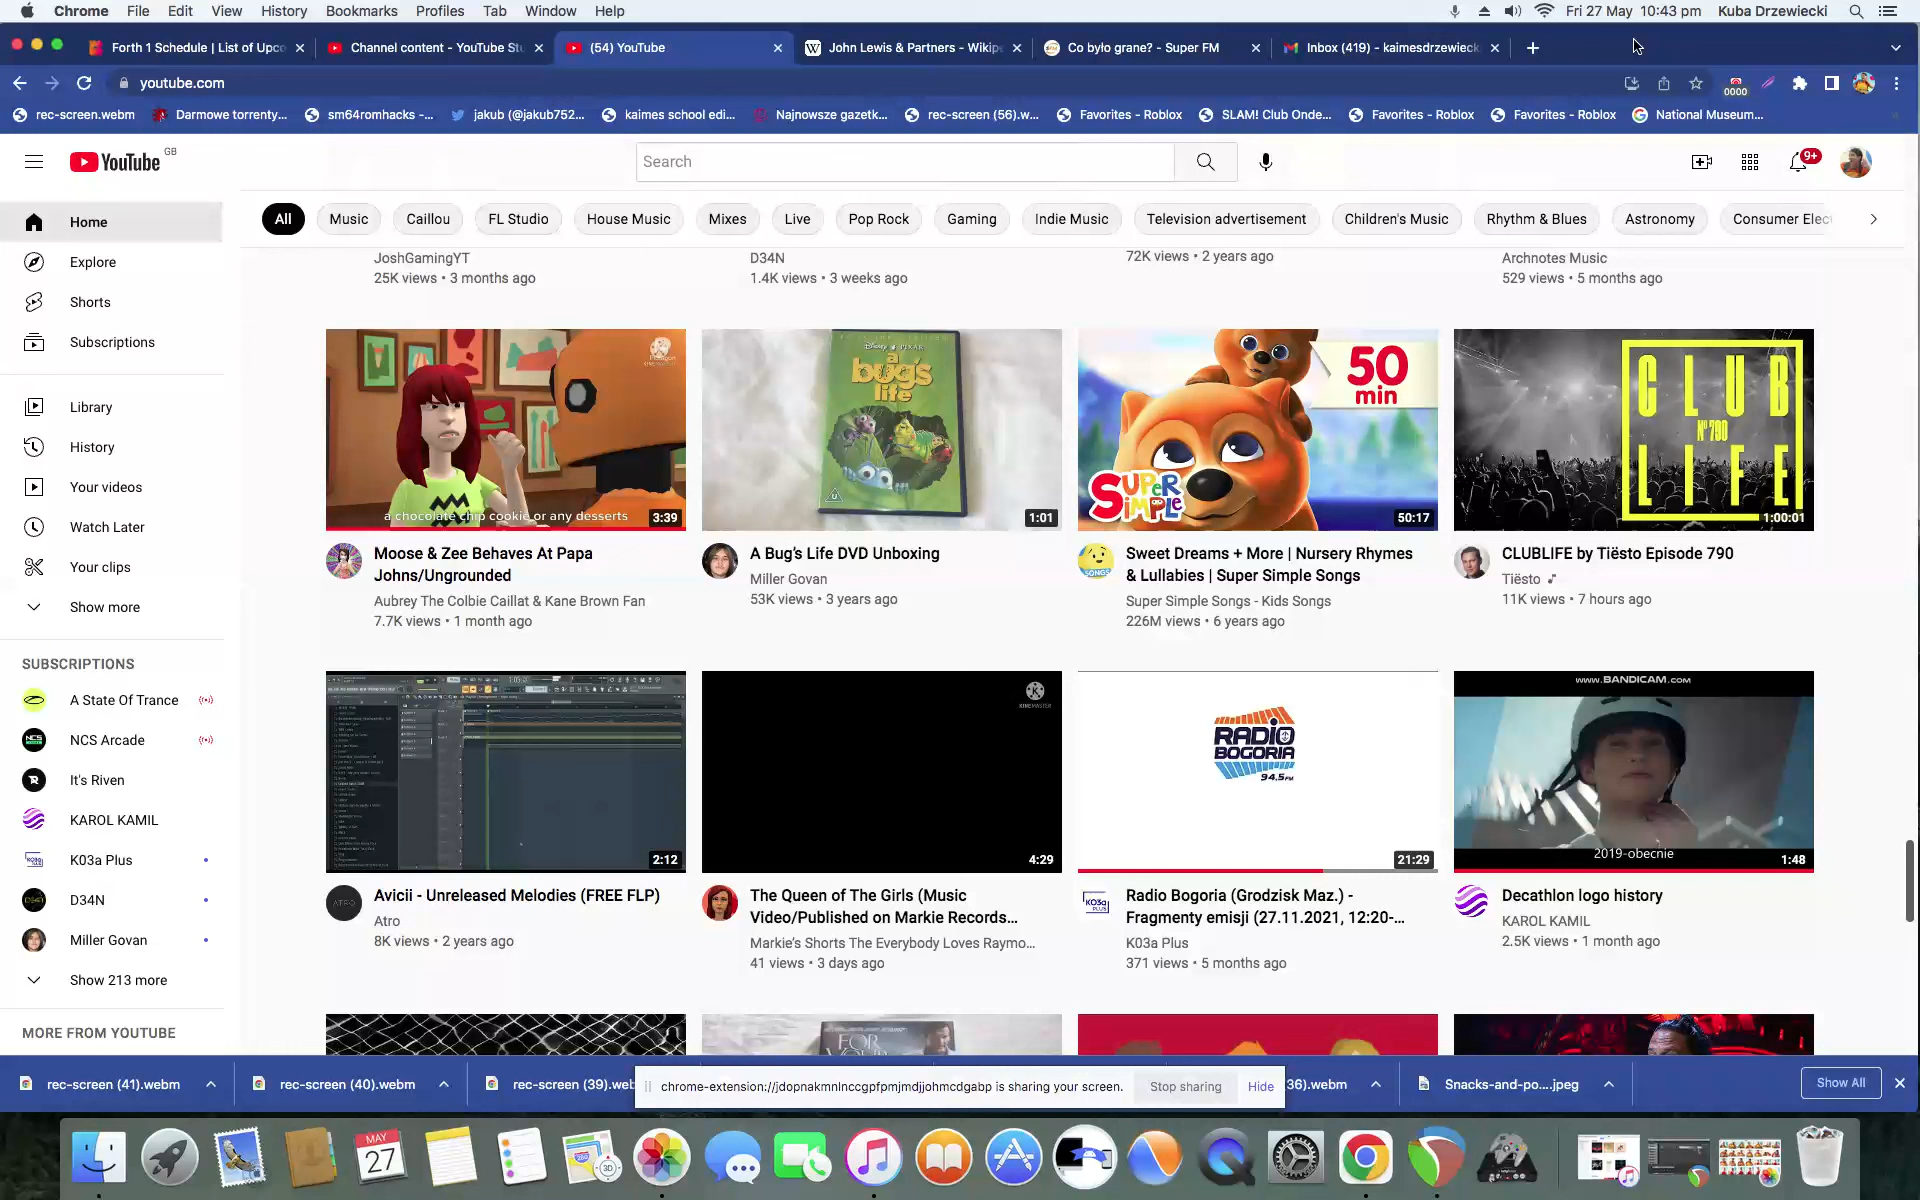 Chrome File Edit View History Bookmarks Profiles Tab Window Help Fri 27 May 10:43 pm Kuba Drzewiecki
Forth 1 Schedule | List of Upco
Channel content - YouTube Stu
(54) YouTube
John Lewis & Partners - Wikip
Co było grane? - Super FM
Inbox (419) - kaimesdrzewieck
youtube.com
0000
rec-screen.webm
Darmowe torrenty...
sm64romhacks -...
jakub (@jakub752...
kaimes school edi...
Najnowsze gazetk...
rec-screen (56).w...
Favorites - Roblox
SLAM! Club Onde...
Favorites - Roblox
Favorites - Roblox
National Museum...
YouTube GB
Search
9+
All Music Caillou FL Studio House Music Mixes Live Pop Rock Gaming Indie Music Television advertisement Children's Music Rhythm & Blues Astronomy Consumer Elec
Home
Explore
Shorts
Subscriptions
Library
History
Your videos
Watch Later
Your clips
Show more
SUBSCRIPTIONS
A State Of Trance
NCS Arcade
It's Riven
KAROL KAMIL
K03a Plus
D34N
Miller Govan
Show 213 more
MORE FROM YOUTUBE
JoshGamingYT
25K views • 3 months ago
D34N
1.4K views • 3 weeks ago
72K views • 2 years ago
Archnotes Music
529 views • 5 months ago
a chocolate chip cookie or any desserts
3:39
Moose & Zee Behaves At Papa
Johns/Ungrounded
Aubrey The Colbie Caillat & Kane Brown Fan
7.7K views • 1 month ago
Disney PIXAR
a
bugs
life
1:01
A Bug's Life DVD Unboxing
Miller Govan
53K views • 3 years ago
50
min
SUPER
SIMPLE
50:17
SONGS
Sweet Dreams + More | Nursery Rhymes
& Lullabies | Super Simple Songs
Super Simple Songs - Kids Songs
226M views • 6 years ago
CLUB
Nº790
LIFE
1:00:01
CLUBLIFE by Tiësto Episode 790
Tiësto
11K views • 7 hours ago
2:12
ATRO
Avicii - Unreleased Melodies (FREE FLP)
Atro
8K views • 2 years ago
KINEMASTER
4:29
The Queen of The Girls (Music
Video/Published on Markie Records...
Markie's Shorts The Everybody Loves Raymo...
41 views • 3 days ago
RADIO
BOGORIA
94.5FM
21:29
K03a
PLUS
Radio Bogoria (Grodzisk Maz.) -
Fragmenty emisji (27.11.2021, 12:20-...
K03a Plus
371 views • 5 months ago
WWW.BANDICAM.COM
2019-obecnie
1:48
Decathlon logo history
KAROL KAMIL
2.5K views • 1 month ago
FOR
YOUR
rec-screen (41).webm
rec-screen (40).webm
rec-screen (39).web
chrome-extension://jdopnakmnlnccgpfpmjmdjjohmcdgabp is sharing your screen.
Stop sharing
Hide
36).webm
Snacks-and-po....jpeg
Show All
MAY
27